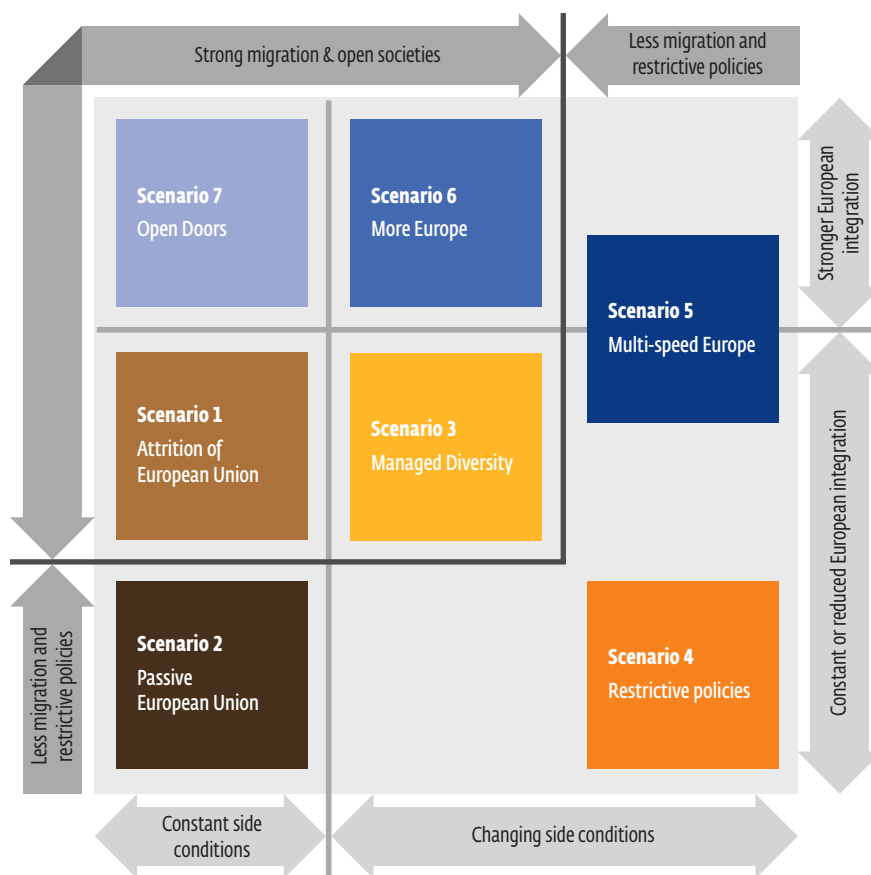 Strong migration & open societies
Less migration and
restrictive policies
Scenario 7
Open Doors
Scenario 6
More Europe
Stronger European
integration
Scenario 5
Multi-speed Europe
Scenario 1
Attrition of
European Union
Scenario 3
Managed Diversity
Constant or reduced European integration
Less migration and
restrictive policies
Scenario 2
Passive
European Union
Scenario 4
Restrictive policies
Constant side
conditions
Changing side conditions